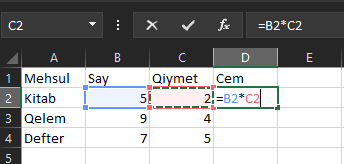 C2 fx =B2*C2
A B C D E
1 Mehsul Say Qiymet Cem
2 Kitab 5 2 =B2*C2
3 Qelem 9 4
4 Defter 7 5
5